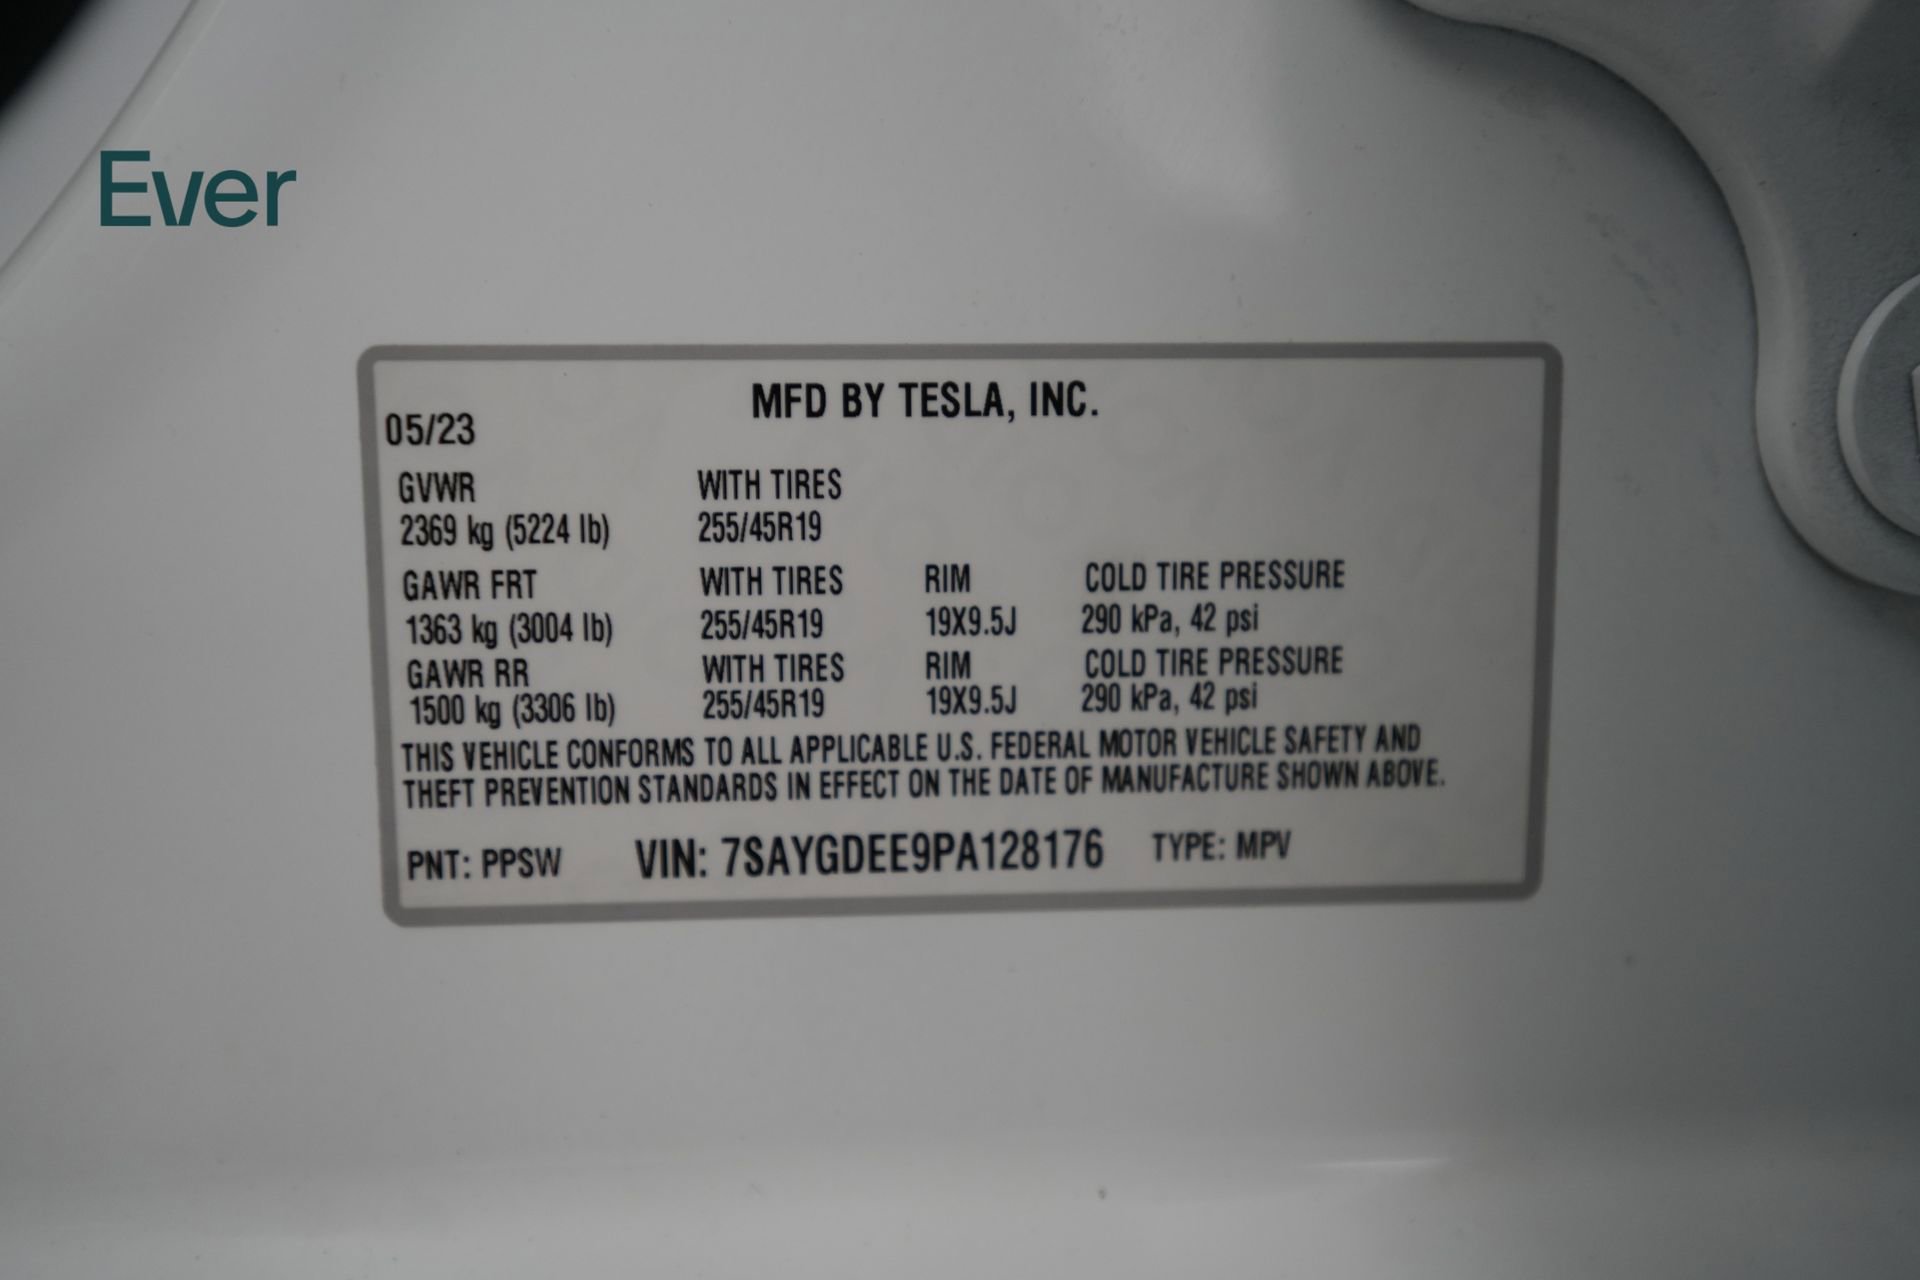 Ever
MFD BY TESLA, INC.
05/23
GVWR WITH TIRES
2369 kg (5224 lb) 255/45R19
GAWR FRT WITH TIRES RIM COLD TIRE PRESSURE
1363 kg (3004 lb) 255/45R19 19X9.5J 290 kPa, 42 psi
GAWR RR WITH TIRES RIM COLD TIRE PRESSURE
1500 kg (3306 lb) 255/45R19 19X9.5J 290 kPa, 42 psi
THIS VEHICLE CONFORMS TO ALL APPLICABLE U.S. FEDERAL MOTOR VEHICLE SAFETY AND
THEFT PREVENTION STANDARDS IN EFFECT ON THE DATE OF MANUFACTURE SHOWN ABOVE.
PNT: PPSW VIN: 7SAYGDEE9PA128176 TYPE: MPV